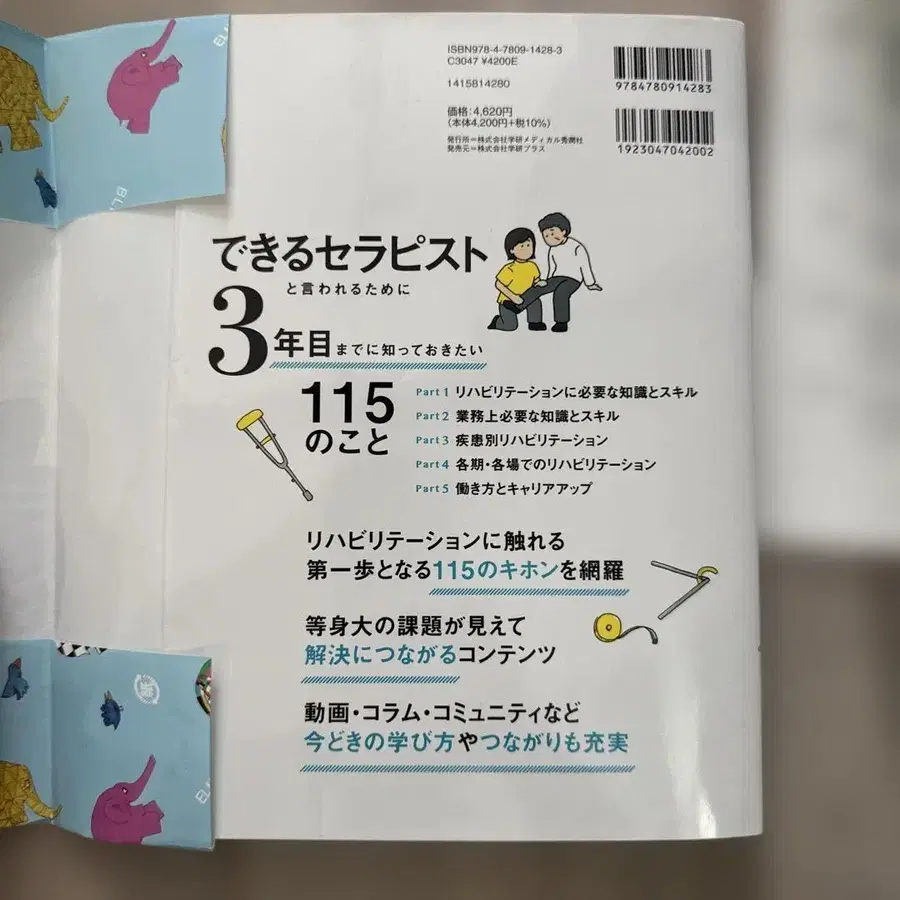 ISBN978-4-7809-1428-3
C3047 ¥4200E
1415814280
価格：4,620円
（本体4,200円+税10%）
発行所＝株式会社学研メディカル秀潤社
発売元＝株式会社学研プラス
9784780914283
1923047042002
できるセラピスト
と言われるために
3年目までに知っておきたい
115
のこと
Part 1 リハビリテーションに必要な知識とスキル
Part 2 業務上必要な知識とスキル
Part 3 疾患別リハビリテーション
Part 4 各期・各場でのリハビリテーション
Part 5 働き方とキャリアアップ
リハビリテーションに触れる
第一歩となる115のキホンを網羅
等身大の課題が見えて
解決につながるコンテンツ
動画・コラム・コミュニティなど
今どきの学び方やつながりも充実